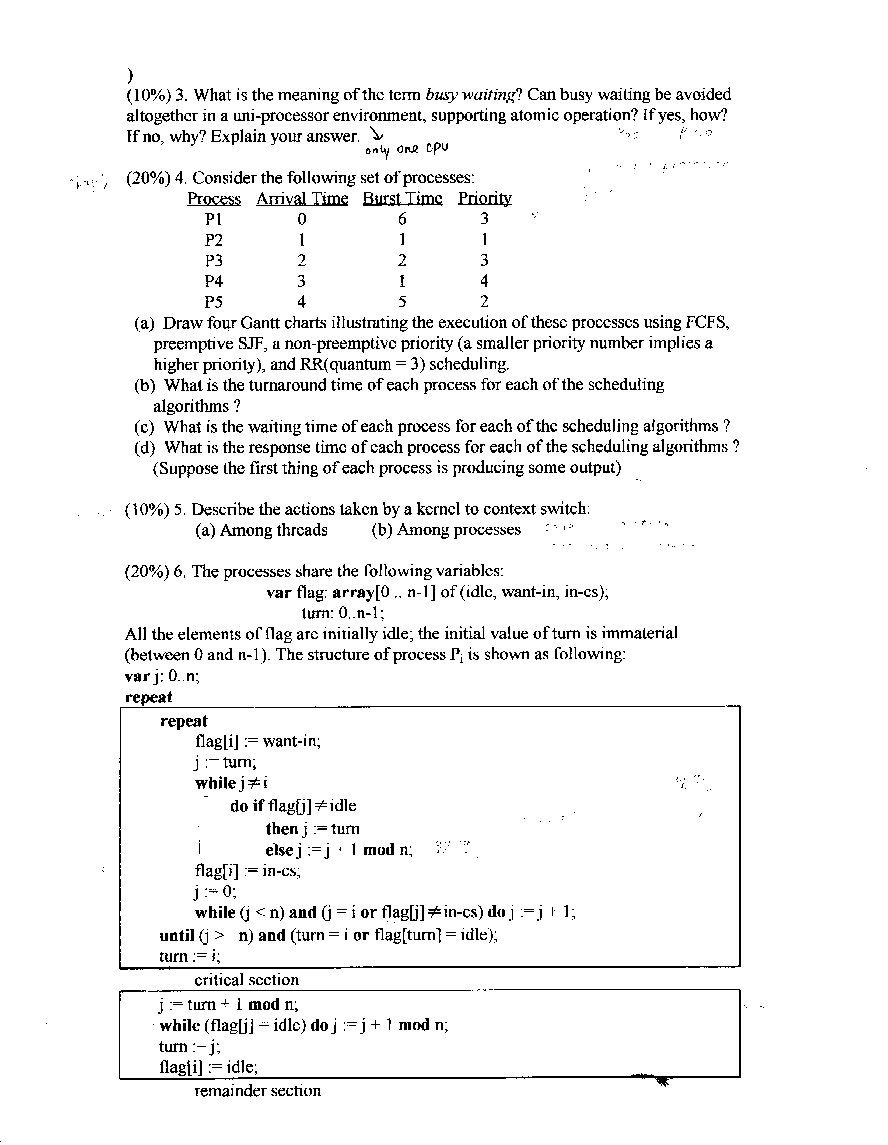 )
(10%) 3. What is the meaning of the term busy waiting? Can busy waiting be avoided
altogether in a uni-processor environment, supporting atomic operation? If yes, how?
If no, why? Explain your answer.
only one CPU
(20%) 4. Consider the following set of processes:
Process Arrival Time Burst Time Priority
P1 0 6 3
P2 1 1 1
P3 2 2 3
P4 3 1 4
P5 4 5 2
(a) Draw four Gantt charts illustrating the execution of these processes using FCFS,
preemptive SJF, a non-preemptive priority (a smaller priority number implies a
higher priority), and RR(quantum = 3) scheduling.
(b) What is the turnaround time of each process for each of the scheduling
algorithms ?
(c) What is the waiting time of each process for each of the scheduling algorithms ?
(d) What is the response time of each process for each of the scheduling algorithms ?
(Suppose the first thing of each process is producing some output)
(10%) 5. Describe the actions taken by a kernel to context switch:
(a) Among threads (b) Among processes
(20%) 6. The processes share the following variables:
var flag: array[0 .. n-1] of (idle, want-in, in-cs);
turn: 0..n-1;
All the elements of flag are initially idle; the initial value of turn is immaterial
(between 0 and n-1). The structure of process Pi is shown as following:
var j: 0..n;
repeat
repeat
flag[i] := want-in;
j := turn;
while j ≠ i
do if flag[j] ≠ idle
then j := turn
else j := j + 1 mod n;
flag[i] := in-cs;
j := 0;
while (j < n) and (j = i or flag[j] ≠ in-cs) do j := j + 1;
until (j > n) and (turn = i or flag[turn] = idle);
turn := i;
critical section
j := turn + 1 mod n;
while (flag[j] = idle) do j := j + 1 mod n;
turn := j;
flag[i] := idle;
remainder section